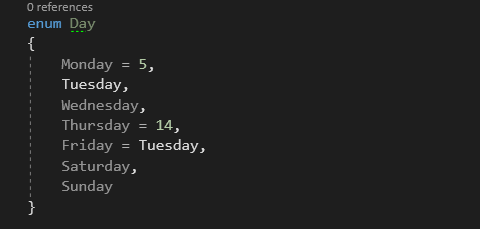 0 references
enum Day
{
Monday = 5,
Tuesday,
Wednesday,
Thursday = 14,
Friday = Tuesday,
Saturday,
Sunday
}